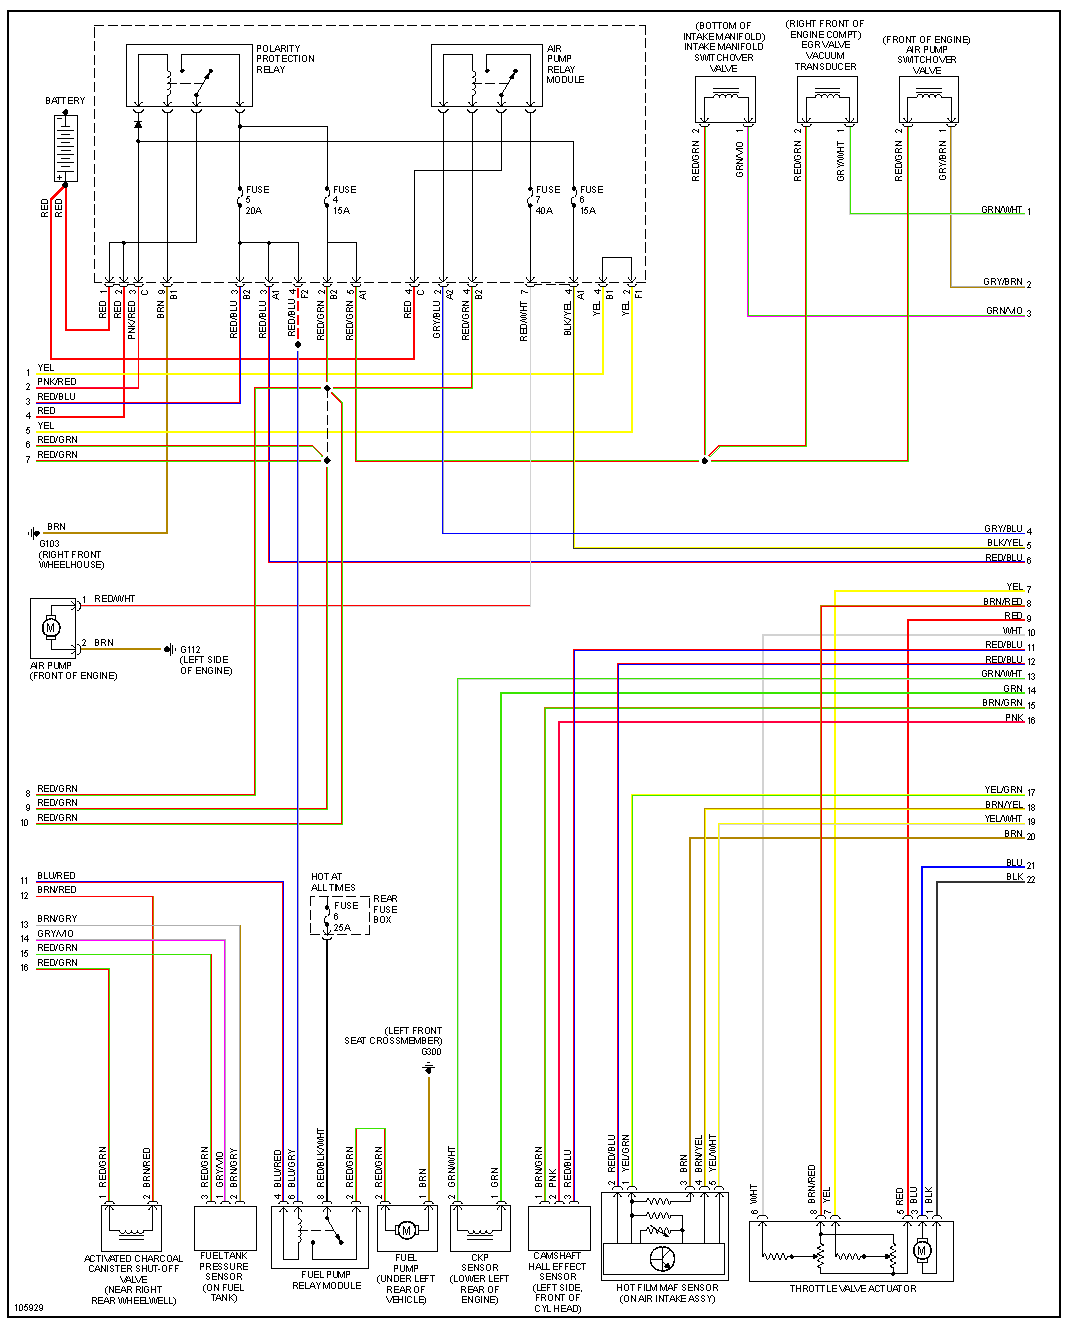 (BOTTOM OF
INTAKE MANIFOLD)
INTAKE MANIFOLD
SWITCHOVER
VALVE
(RIGHT FRONT OF
ENGINE COMPT)
EGR VALVE
VACUUM
TRANSDUCER
(FRONT OF ENGINE)
AIR PUMP
SWITCHOVER
VALVE
POLARITY
PROTECTION
RELAY
AIR
PUMP
RELAY
MODULE
BATTERY
RED
RED
FUSE
5
20A
FUSE
4
15A
FUSE
7
40A
FUSE
6
15A
2
RED/GRN
1
GRN/VIO
2
RED/GRN
1
GRY/WHT
2
RED/GRN
1
GRY/BRN
GRN/WHT 1
GRY/BRN 2
GRN/VIO 3
1 2 3 C 9 B1 3 B2 3 A1 4 F2 2 B2 5 A1 4 C 2 A2 4 B2 7 4 A1 4 B1 2 F1
RED
RED
PNK/RED
BRN
RED/BLU
RED/BLU
RED/BLU
RED/GRN
RED/GRN
RED
GRY/BLU
RED/GRN
RED/WHT
BLK/YEL
YEL
YEL
1 YEL
2 PNK/RED
3 RED/BLU
4 RED
5 YEL
6 RED/GRN
7 RED/GRN
BRN
G103
(RIGHT FRONT
WHEELHOUSE)
GRY/BLU 4
BLK/YEL 5
RED/BLU 6
1 RED/WHT
M
2 BRN
AIR PUMP
(FRONT OF ENGINE)
G112
(LEFT SIDE
OF ENGINE)
YEL 7
BRN/RED 8
RED 9
WHT 10
RED/BLU 11
RED/BLU 12
GRN/WHT 13
GRN 14
BRN/GRN 15
PNK 16
YEL/GRN 17
BRN/YEL 18
YEL/WHT 19
BRN 20
BLU 21
BLK 22
8 RED/GRN
9 RED/GRN
10 RED/GRN
11 BLU/RED
12 BRN/RED
13 BRN/GRY
14 GRY/VIO
15 RED/GRN
16 RED/GRN
HOT AT
ALL TIMES
FUSE
6
25A
REAR
FUSE
BOX
(LEFT FRONT
SEAT CROSSMEMBER)
G300
1 RED/GRN
2 BRN/RED
3 RED/GRN
1 GRY/VIO
2 BRN/GRY
4 BLU/RED
6 BLU/GRY
8 RED/BLK/WHT
2 RED/GRN
2 RED/GRN
1 BRN
2 GRN/WHT
1 GRN
1 BRN/GRN
2 PNK
3 RED/BLU
2 RED/BLU
1 YEL/GRN
3 BRN
4 BRN/YEL
5 YEL/WHT
6 WHT
8 BRN/RED
7 YEL
5 RED
3 BLU
1 BLK
M
M
ACTIVATED CHARCOAL
CANISTER SHUT-OFF
VALVE
(NEAR RIGHT
REAR WHEELWELL)
FUEL TANK
PRESSURE
SENSOR
(ON FUEL
TANK)
FUEL PUMP
RELAY MODULE
FUEL
PUMP
(UNDER LEFT
REAR OF
VEHICLE)
CKP
SENSOR
(LOWER LEFT
REAR OF
ENGINE)
CAMSHAFT
HALL EFFECT
SENSOR
(LEFT SIDE,
FRONT OF
CYL HEAD)
HOT FILM MAF SENSOR
(ON AIR INTAKE ASSY)
THROTTLE VALVE ACTUATOR
105929